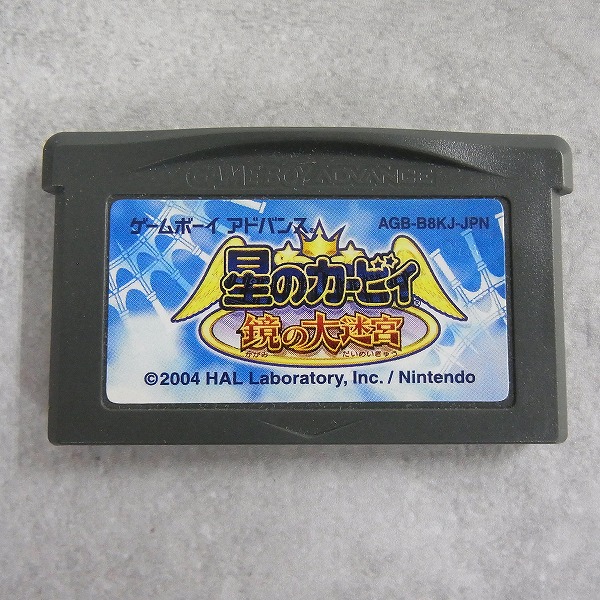 GAME BOY ADVANCE
ゲームボーイ アドバンス AGB-B8KJ-JPN
星のカービィ
鏡の大迷宮
かがみ だいめいきゅう
©2004 HAL Laboratory, Inc. / Nintendo